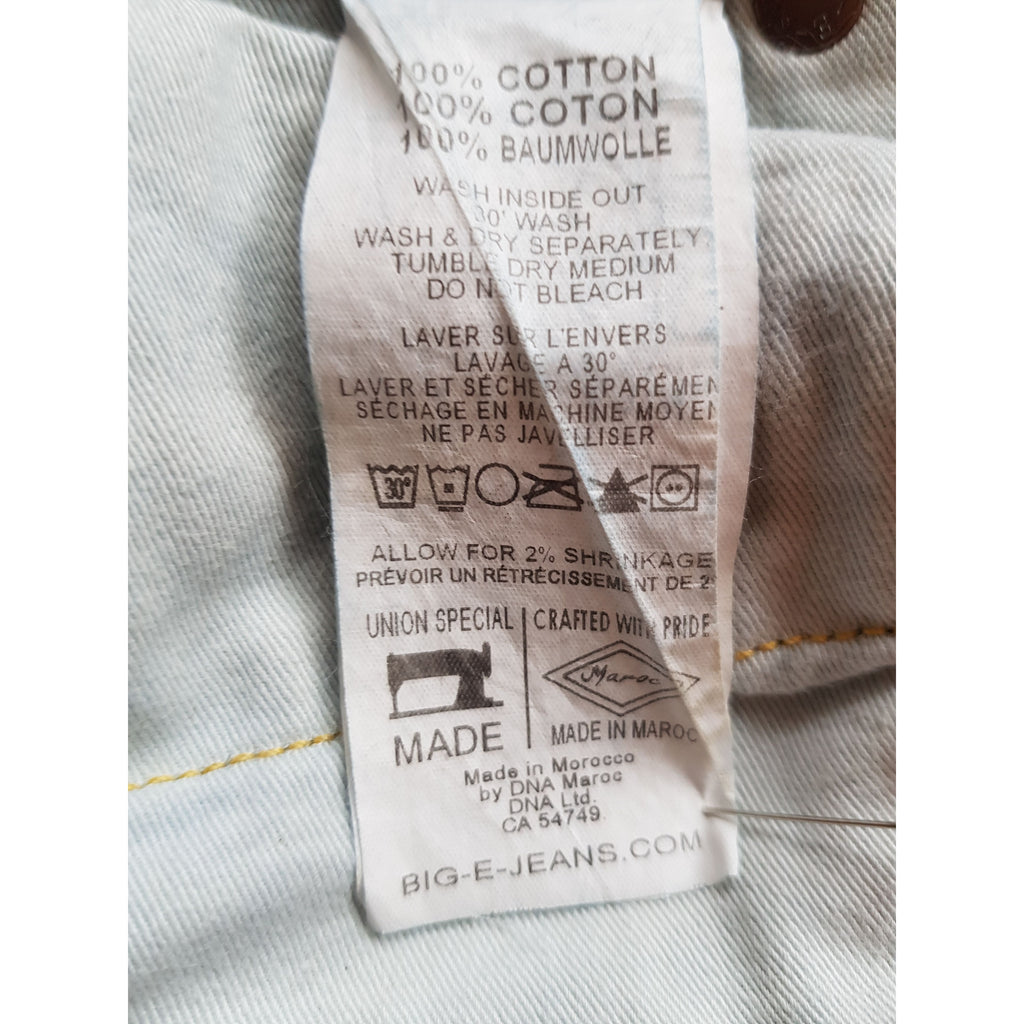 100% COTTON
100% COTON
100% BAUMWOLLE
WASH INSIDE OUT
30° WASH
WASH & DRY SEPARATELY
TUMBLE DRY MEDIUM
DO NOT BLEACH
LAVER SUR L'ENVERS
LAVAGE A 30°
LAVER ET SÉCHER SÉPARÉMEN
SÉCHAGE EN MACHINE MOYEN
NE PAS JAVELLISER
30°
ALLOW FOR 2% SHRINKAGE
PRÉVOIR UN RÉTRÉCISSEMENT DE 2
UNION SPECIAL
MADE
CRAFTED WITH PRIDE
Maroc
MADE IN MAROC
Made in Morocco
by DNA Maroc
DNA Ltd.
CA 54749
BIG-E-JEANS.COM